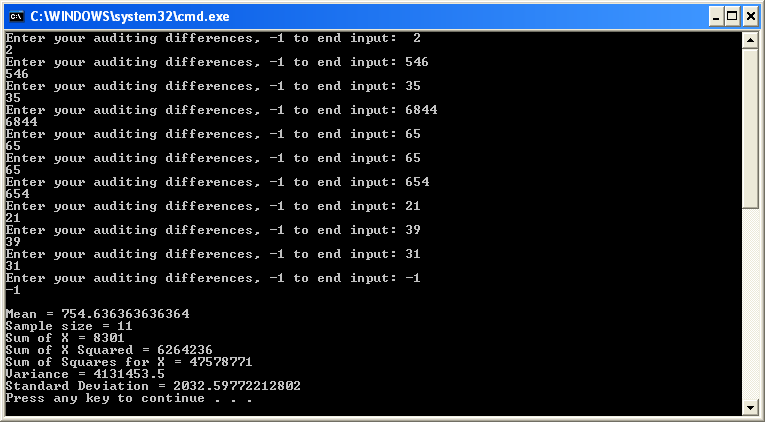 C:\WINDOWS\system32\cmd.exe
Enter your auditing differences, -1 to end input:  2
2
Enter your auditing differences, -1 to end input: 546
546
Enter your auditing differences, -1 to end input: 35
35
Enter your auditing differences, -1 to end input: 6844
6844
Enter your auditing differences, -1 to end input: 65
65
Enter your auditing differences, -1 to end input: 65
65
Enter your auditing differences, -1 to end input: 654
654
Enter your auditing differences, -1 to end input: 21
21
Enter your auditing differences, -1 to end input: 39
39
Enter your auditing differences, -1 to end input: 31
31
Enter your auditing differences, -1 to end input: -1
-1
Mean = 754.636363636364
Sample size = 11
Sum of X = 8301
Sum of X Squared = 6264236
Sum of Squares for X = 47578771
Variance = 4131453.5
Standard Deviation = 2032.59772212802
Press any key to continue . . .